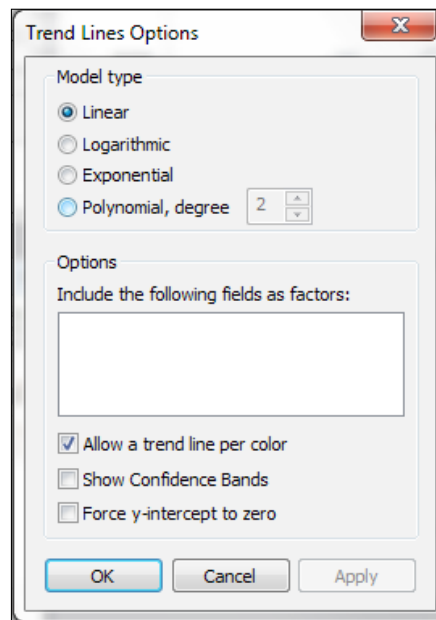 Trend Lines Options
Model type
Linear
Logarithmic
Exponential
Polynomial, degree 2
Options
Include the following fields as factors:
Allow a trend line per color
Show Confidence Bands
Force y-intercept to zero
OK Cancel Apply